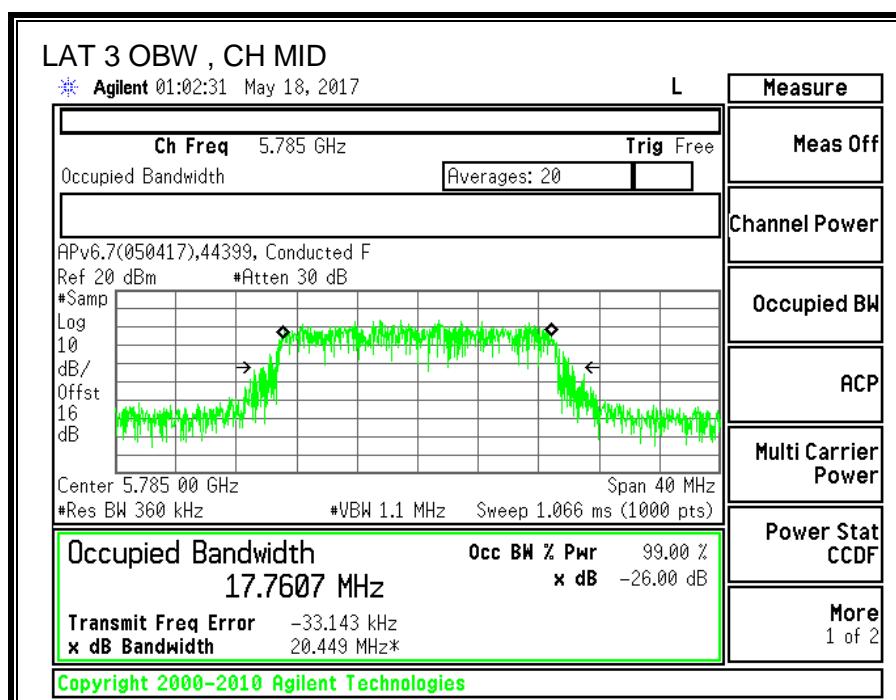 LAT 3 OBW , CH MID
Agilent 01:02:31 May 18, 2017 L
Measure
Ch Freq 5.785 GHz Trig Free
Meas Off
Occupied Bandwidth Averages: 20
Channel Power
APv6.7(050417),44399, Conducted F
Ref 20 dBm #Atten 30 dB
Occupied BW
#Samp
Log
10
dB/
Offst
16
dB
ACP
Multi Carrier
Power
Center 5.785 00 GHz Span 40 MHz
#Res BW 360 kHz #VBW 1.1 MHz Sweep 1.066 ms (1000 pts)
Power Stat
CCDF
Occupied Bandwidth Occ BW % Pwr 99.00 %
17.7607 MHz x dB -26.00 dB
Transmit Freq Error -33.143 kHz
x dB Bandwidth 20.449 MHz*
More
1 of 2
Copyright 2000-2010 Agilent Technologies